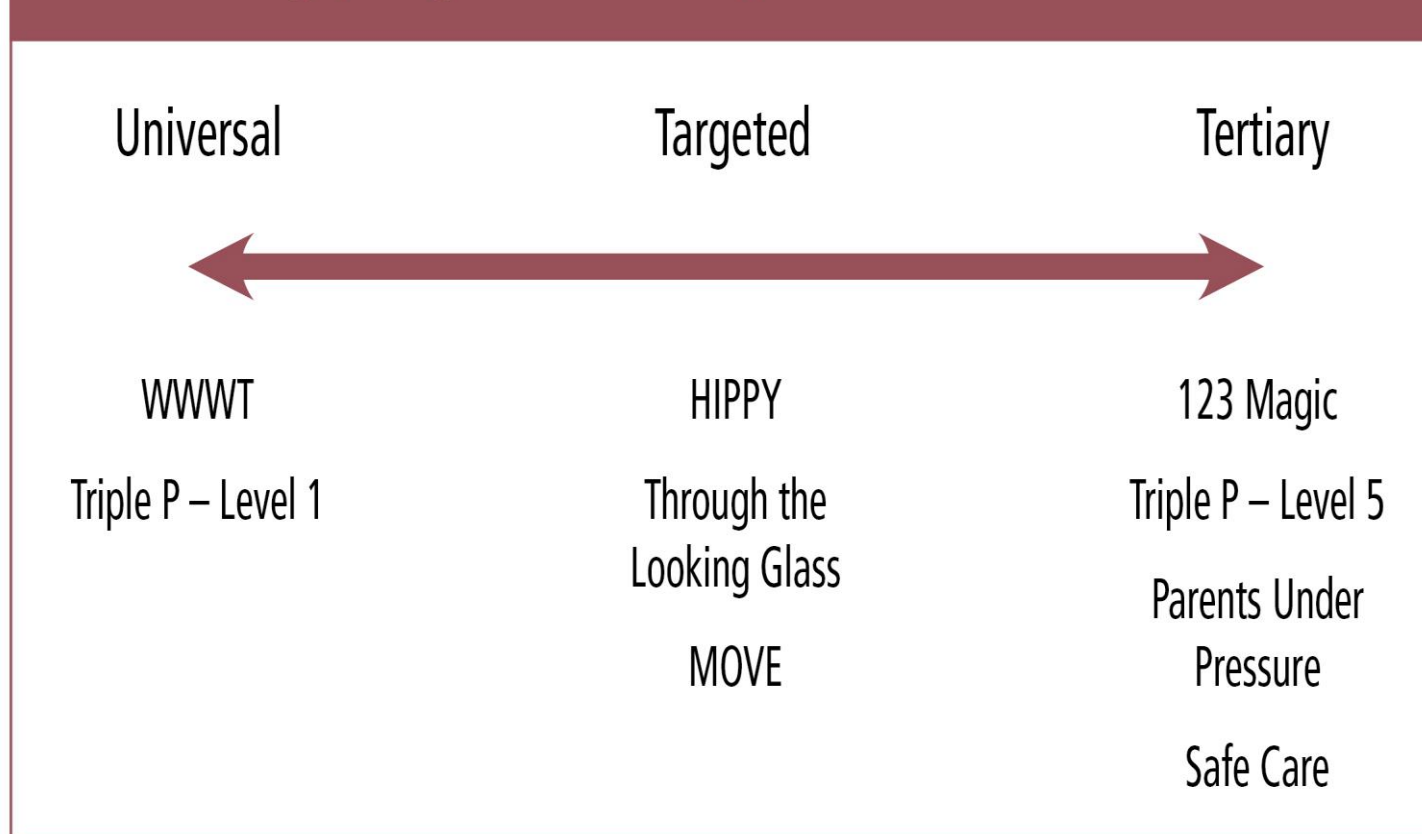 Universal
Targeted
Tertiary
WWWT
HIPPY
123 Magic
Triple P – Level 1
Through the
Looking Glass
Triple P – Level 5
MOVE
Parents Under
Pressure
Safe Care